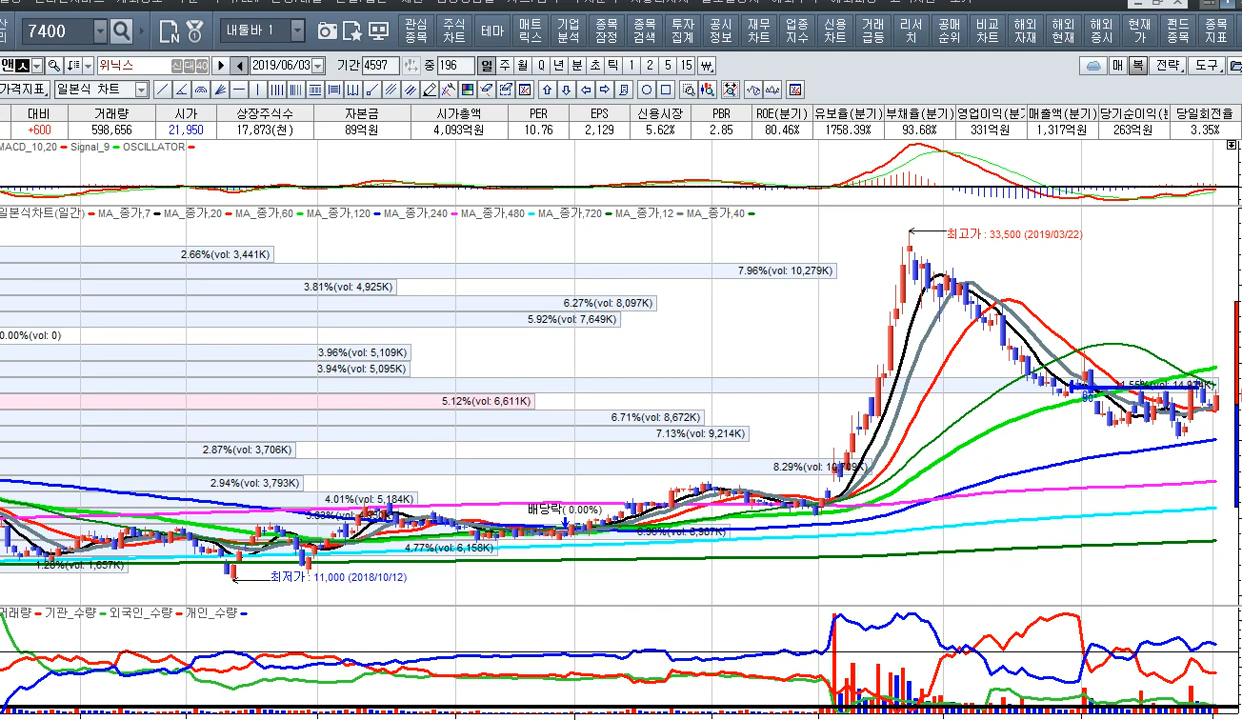 7400
내툴바 1
관심 주식 테마 매트 기업 종목 종목 투자 공시 재무 업종 신용 거래 리서 공매 비교 해외 해외 해외 현재 펀드 종목
종목 차트 릭스 분석 잠정 검색 집계 정보 차트 지수 차트 급등 치 순위 차트 자재 현재 증시 가 종목 지표
위닉스 신 대 40 2019/06/03 기간 4597 중 196 일 주 월 Q 년 분 초 틱 1 2 5 15 매 복 전략 도구
가격지표 일본식 차트
대비 거래량 시가 상장주식수 자본금 시가총액 PER EPS 신용시장 PBR ROE(분기) 유보율(분기) 부채율(분기) 영업이익(분기 매출액(분기) 당기순이익(분 당일회전율
+600 598,656 21,950 17,873(천) 89억원 4,093억원 10.76 2,129 5.62% 2.85 80.46% 1758.39% 93.68% 331억원 1,317억원 263억원 3.35%
MACD_10,20 Signal_9 OSCILLATOR
일본식차트(일간) MA_종가,7 MA_종가,20 MA_종가,60 MA_종가,120 MA_종가,240 MA_종가,480 MA_종가,720 MA_종가,12 MA_종가,40
최고가 : 33,500 (2019/03/22)
2.66%(vol: 3,441K)
7.96%(vol: 10,279K)
3.81%(vol: 4,925K)
6.27%(vol: 8,097K)
5.92%(vol: 7,649K)
0.00%(vol: 0)
3.96%(vol: 5,109K)
3.94%(vol: 5,095K)
5.12%(vol: 6,611K)
6.71%(vol: 8,672K)
7.13%(vol: 9,214K)
2.87%(vol: 3,706K)
8.29%(vol: 10,709K)
2.94%(vol: 3,793K)
4.01%(vol: 5,184K)
배당락( 0.00%)
4.77%(vol: 6,158K)
1.28%(vol: 1,657K)
최저가 : 11,000 (2018/10/12)
거래량 기관_수량 외국인_수량 개인_수량